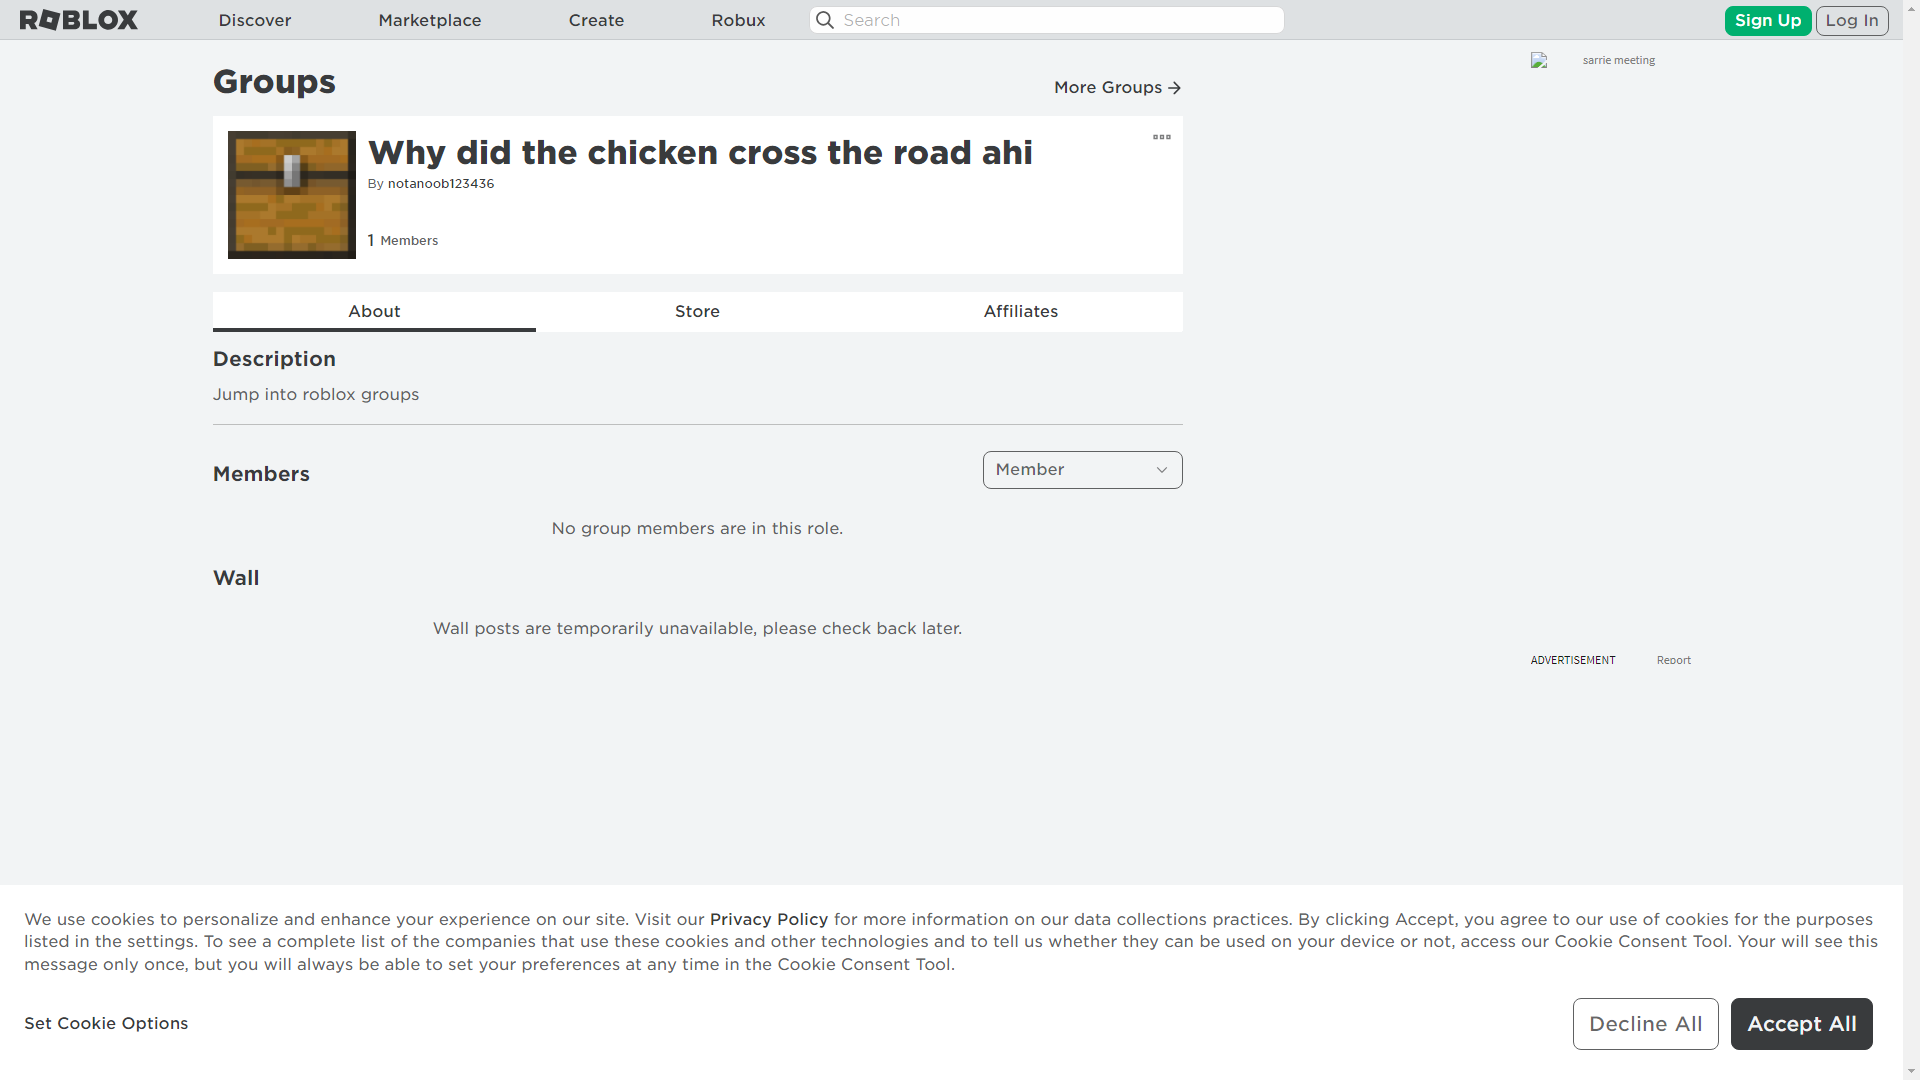 ROBLOX
Discover
Marketplace
Create
Robux
Search
Sign Up
Log In
sarrie meeting
Groups
More Groups
Why did the chicken cross the road ahi
By notanoob123436
1 Members
About
Store
Affiliates
Description
Jump into roblox groups
Members
Member
No group members are in this role.
Wall
Wall posts are temporarily unavailable, please check back later.
ADVERTISEMENT
Report
We use cookies to personalize and enhance your experience on our site. Visit our Privacy Policy for more information on our data collections practices. By clicking Accept, you agree to our use of cookies for the purposes
listed in the settings. To see a complete list of the companies that use these cookies and other technologies and to tell us whether they can be used on your device or not, access our Cookie Consent Tool. Your will see this
message only once, but you will always be able to set your preferences at any time in the Cookie Consent Tool.
Set Cookie Options
Decline All
Accept All